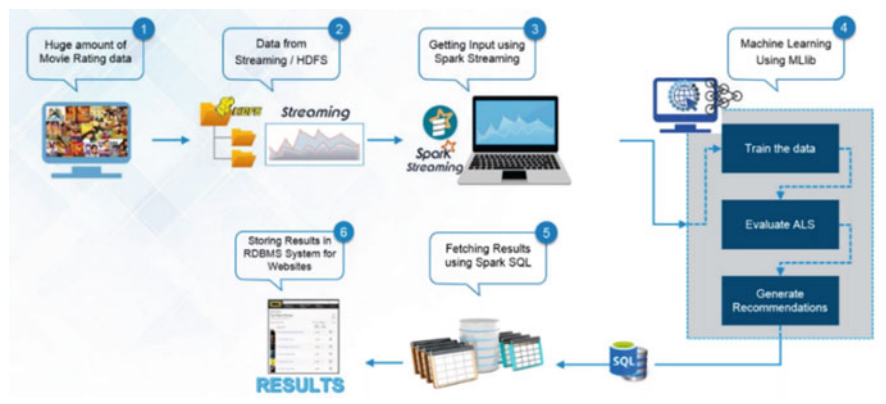 1
Huge amount of
Movie Rating data
2
Data from
Streaming / HDFS
3
Getting Input using
Spark Streaming
4
Machine Learning
Using MLlib
HDFS
Streaming
Spark
Streaming
Train the data
Evaluate ALS
Generate
Recommendations
6
Storing Results in
RDBMS System for
Websites
5
Fetching Results
using Spark SQL
SQL
RESULTS